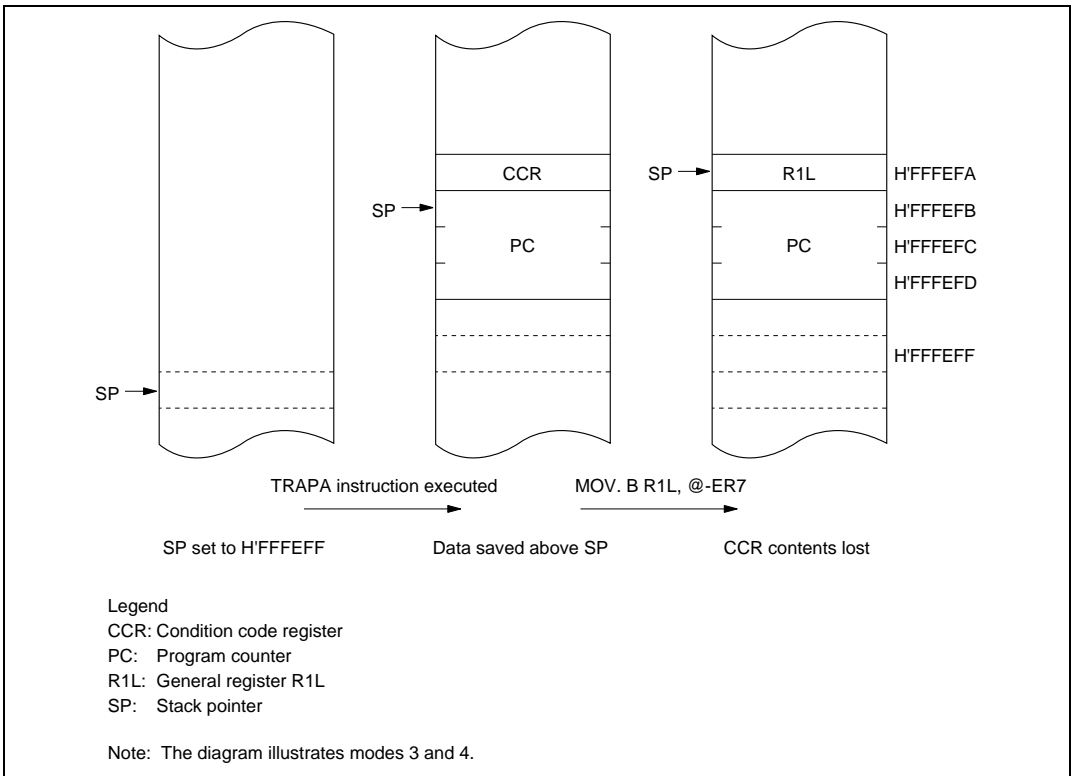 CCR
SP
R1L
H'FFFEFA
SP
H'FFFEFB
PC
PC
H'FFFEFC
H'FFFEFD
H'FFFEFF
SP
TRAPA instruction executed
MOV. B R1L, @-ER7
SP set to H'FFFEFF
Data saved above SP
CCR contents lost
Legend
CCR: Condition code register
PC: Program counter
R1L: General register R1L
SP: Stack pointer
Note: The diagram illustrates modes 3 and 4.